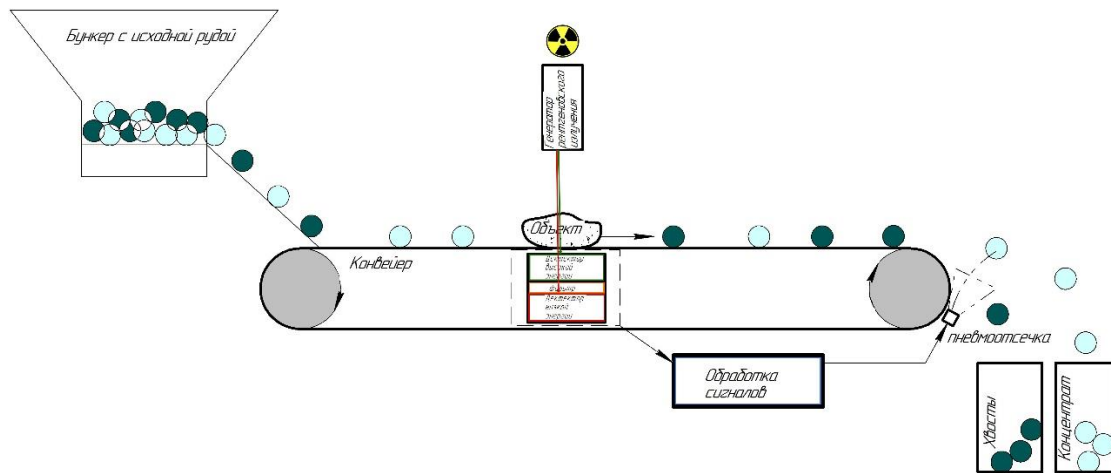 Бункер с исходной рудой
Генератор
рентгеновского
излучения
Объект
Конвейер
Детектор
высокой
энергии
Детектор
низкой
энергии
пневмоотсечка
Обработка
сигналов
Хвосты
Концентрат